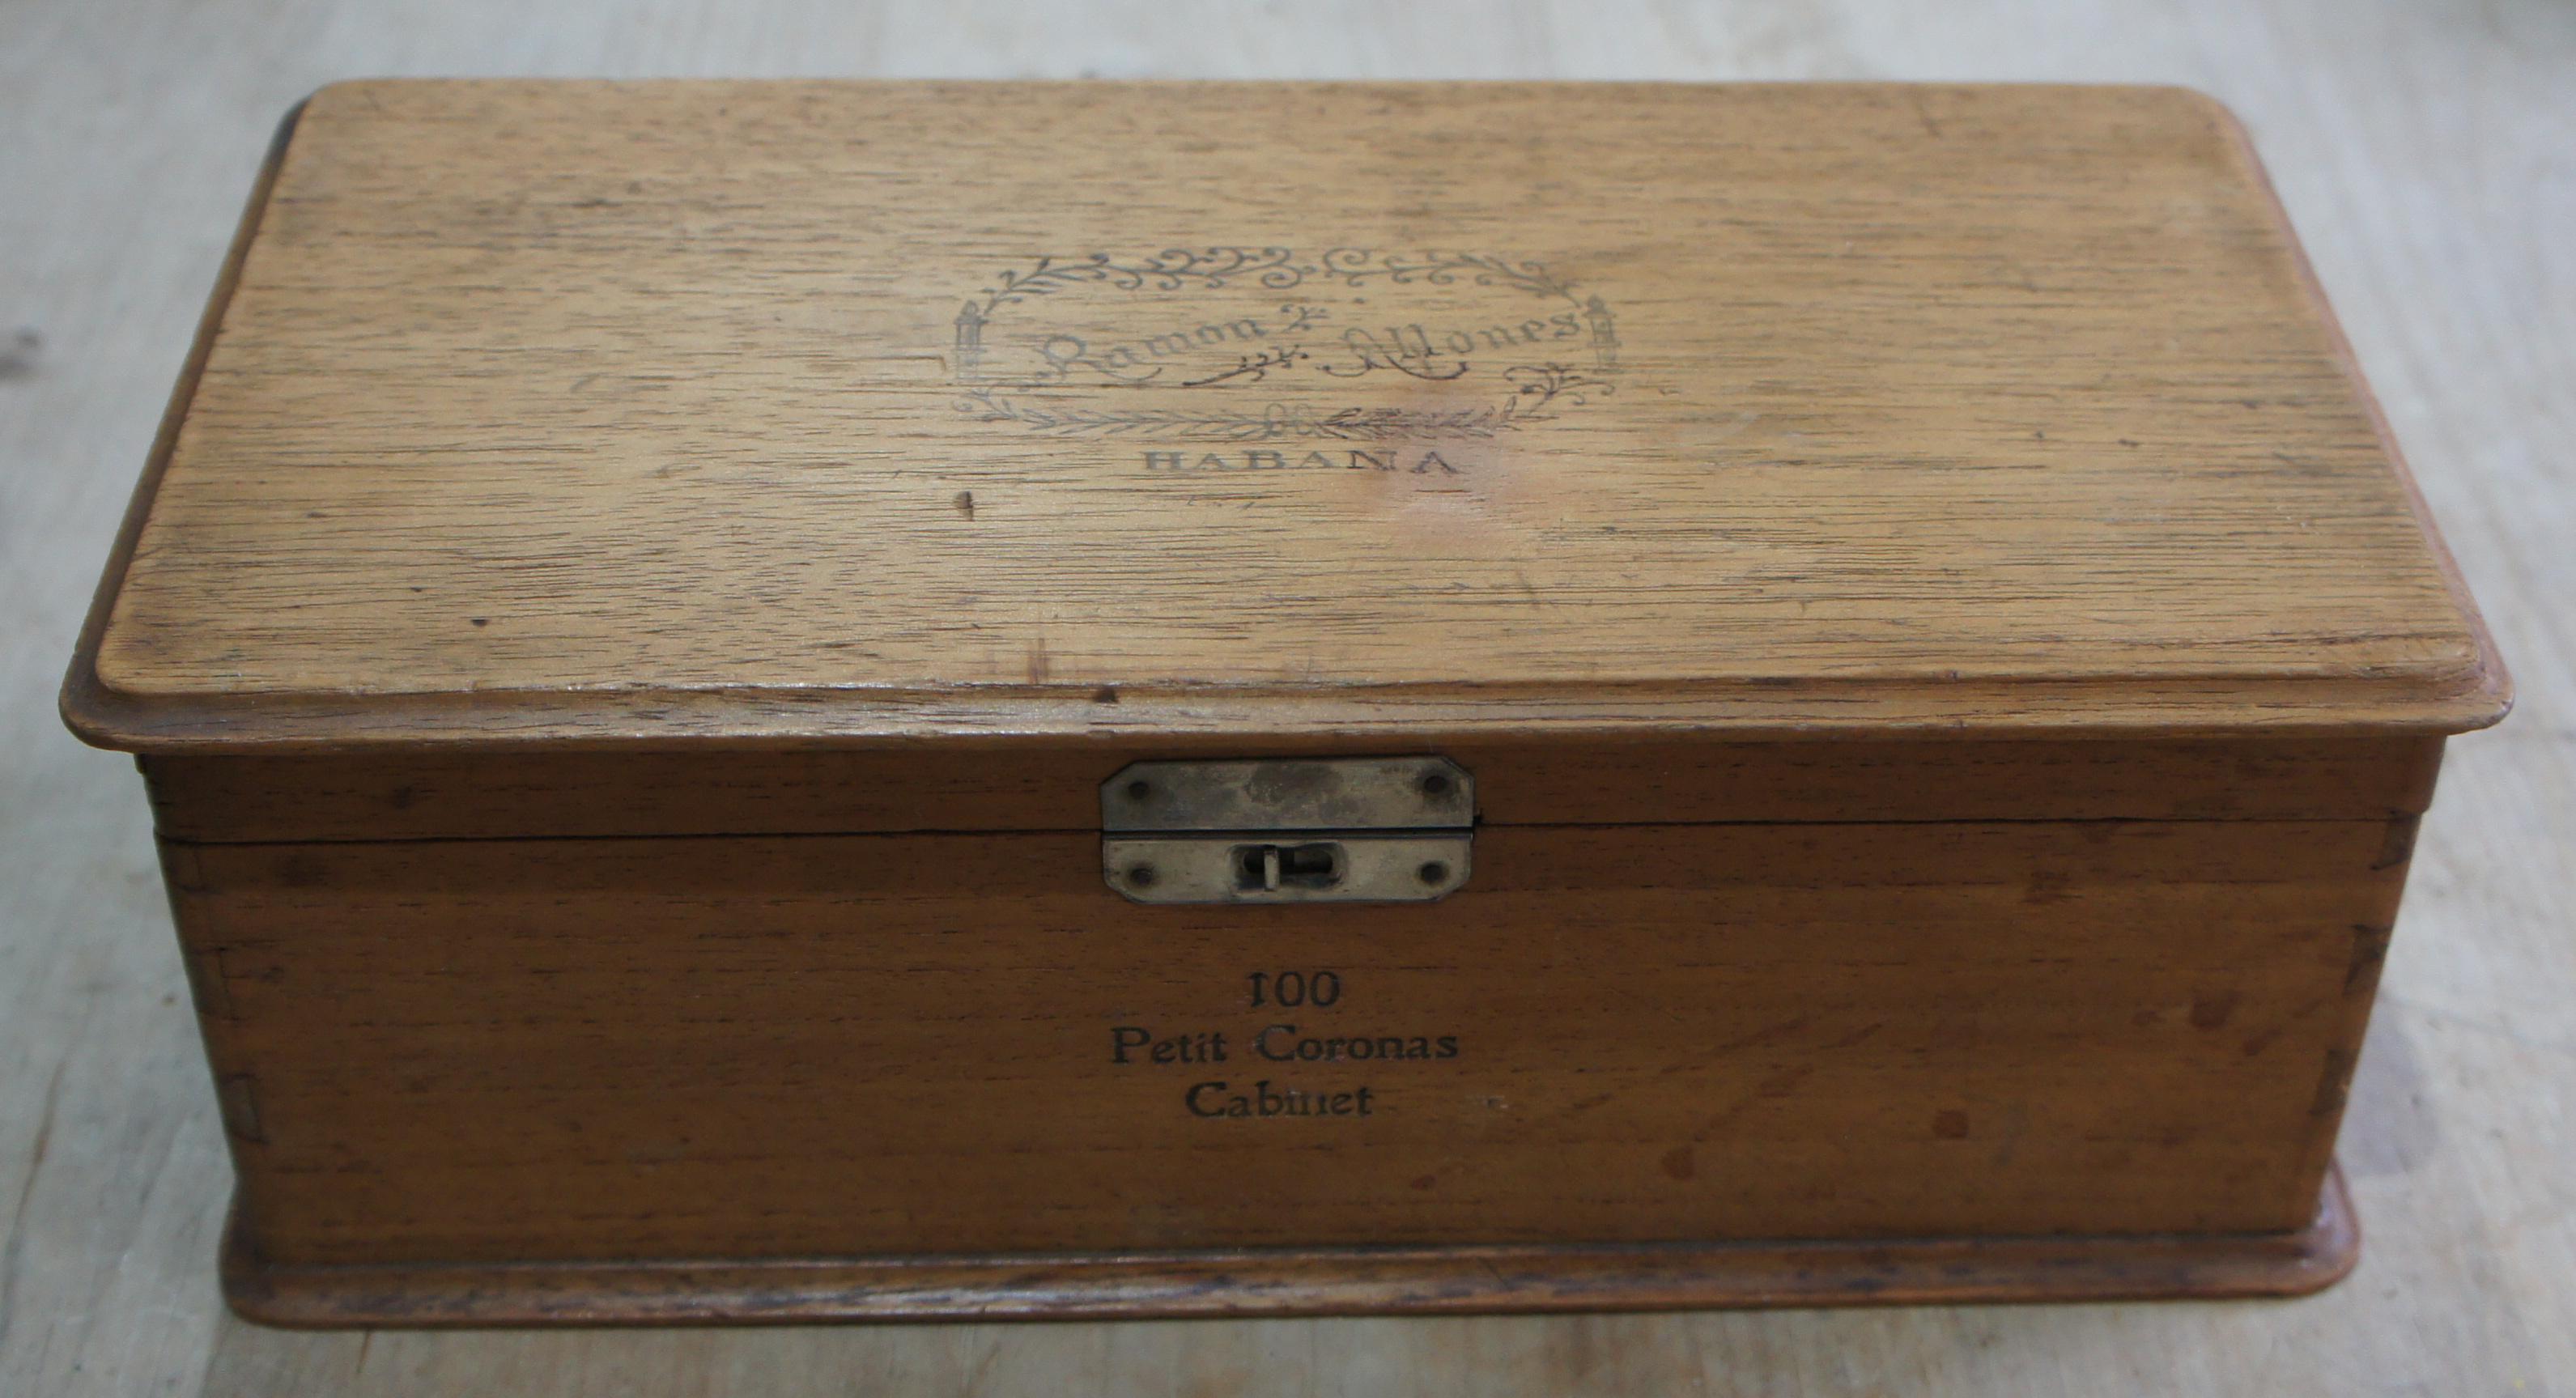 Ramon Allones
HABANA
100
Petit Coronas
Cabinet